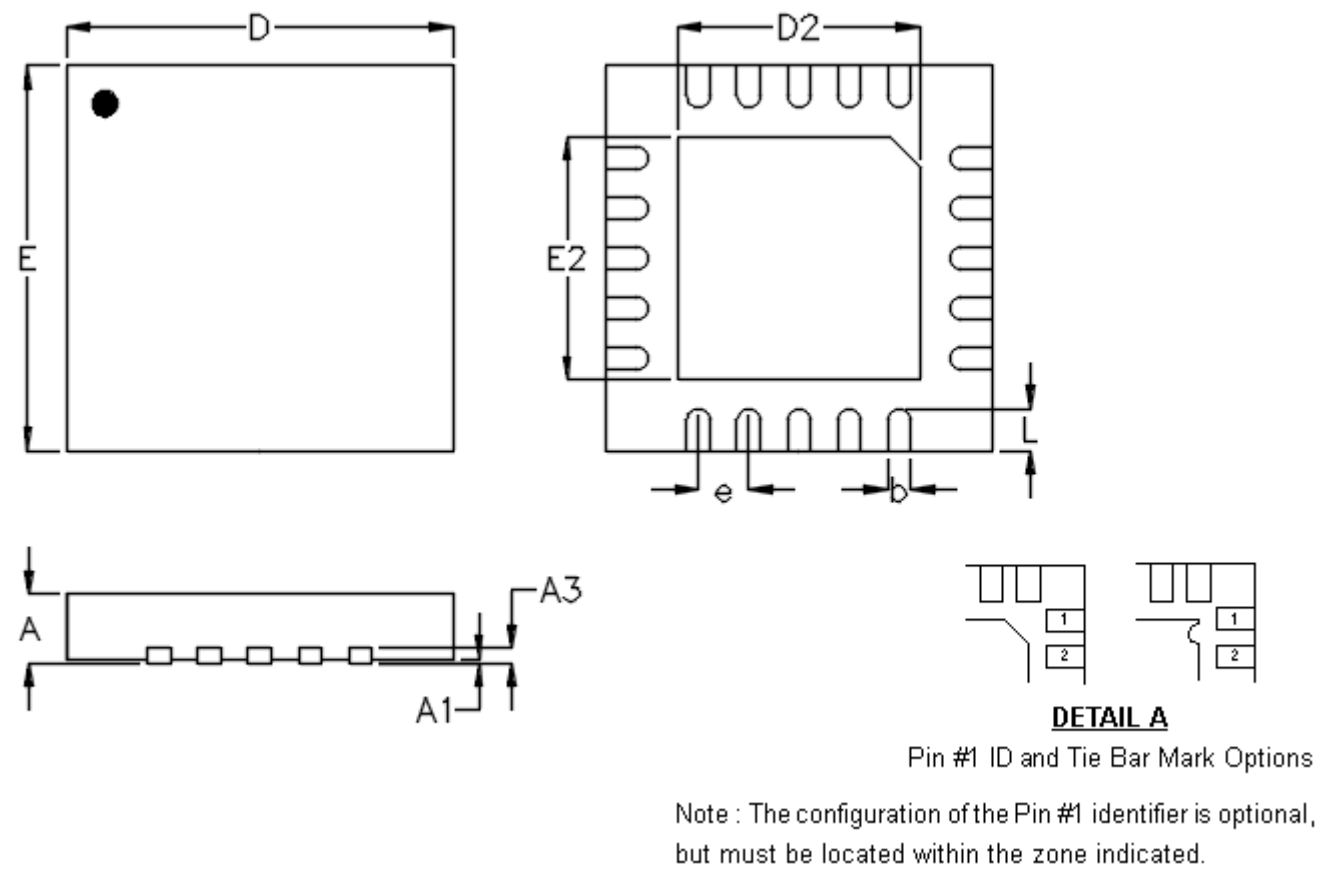 D
D2
E
E2
L
e
b
A
A3
A1
1
2
1
2
DETAIL A
Pin #1 ID and Tie Bar Mark Options
Note : The configuration of the Pin #1 identifier is optional,
but must be located within the zone indicated.